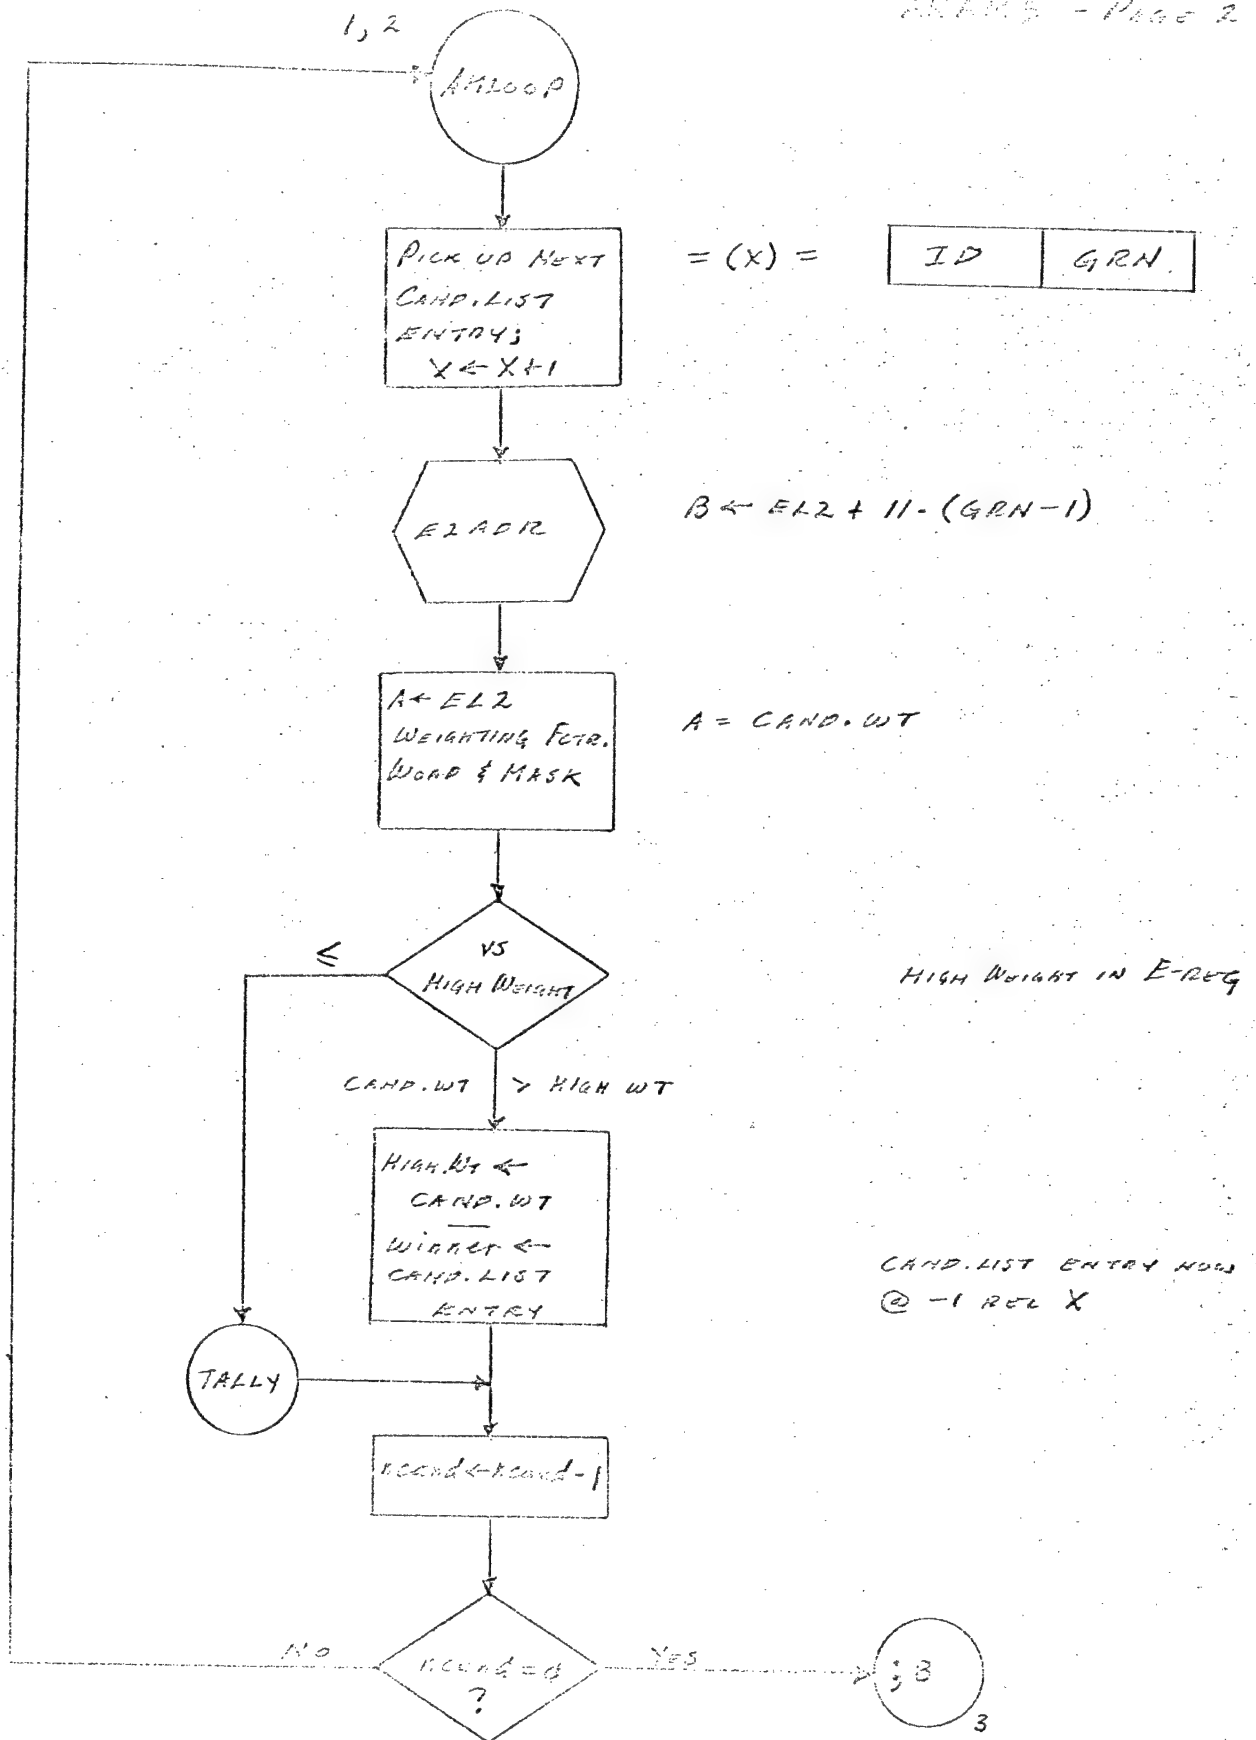 - PAGE 2
1, 2
AMLOOP
PICK UP NEXT
CAND. LIST
ENTRY;
X ← X+1
= (X) =
ID
GRN.
E2ADR
B ← EL2 + 11·(GRN-1)
A ← EL2
WEIGHTING FCTR.
WORD & MASK
A = CAND. WT
VS
HIGH WEIGHT
≤
HIGH WEIGHT IN E-REG
CAND. WT > HIGH WT
HIGH.WT ←
CAND. WT
Winner ←
CAND. LIST
ENTRY
CAND. LIST ENTRY NOW
@ -1 REL X
TALLY
ncand ← ncand - 1
NO
ncand = 0
?
YES
;B
3